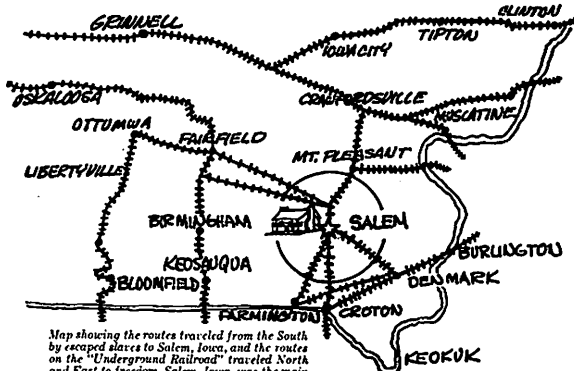 CLINTON
GRINNELL
TIPTON
IOWA CITY
OSKALOOGA
CRAWFORDSVILLE
MUSCATINE
OTTUMWA
FAIRFIELD
MT. PLEASANT
LIBERTYVILLE
BIRMINGHAM
SALEM
KEOSAUQUA
BURLINGTON
BLOOMFIELD
DENMARK
FARMINGTON
CROTON
KEOKUK
Map showing the routes traveled from the South
by escaped slaves to Salem, Iowa, and the routes
on the "Underground Railroad" traveled North
and East to freedom. Salem, Iowa, was the main